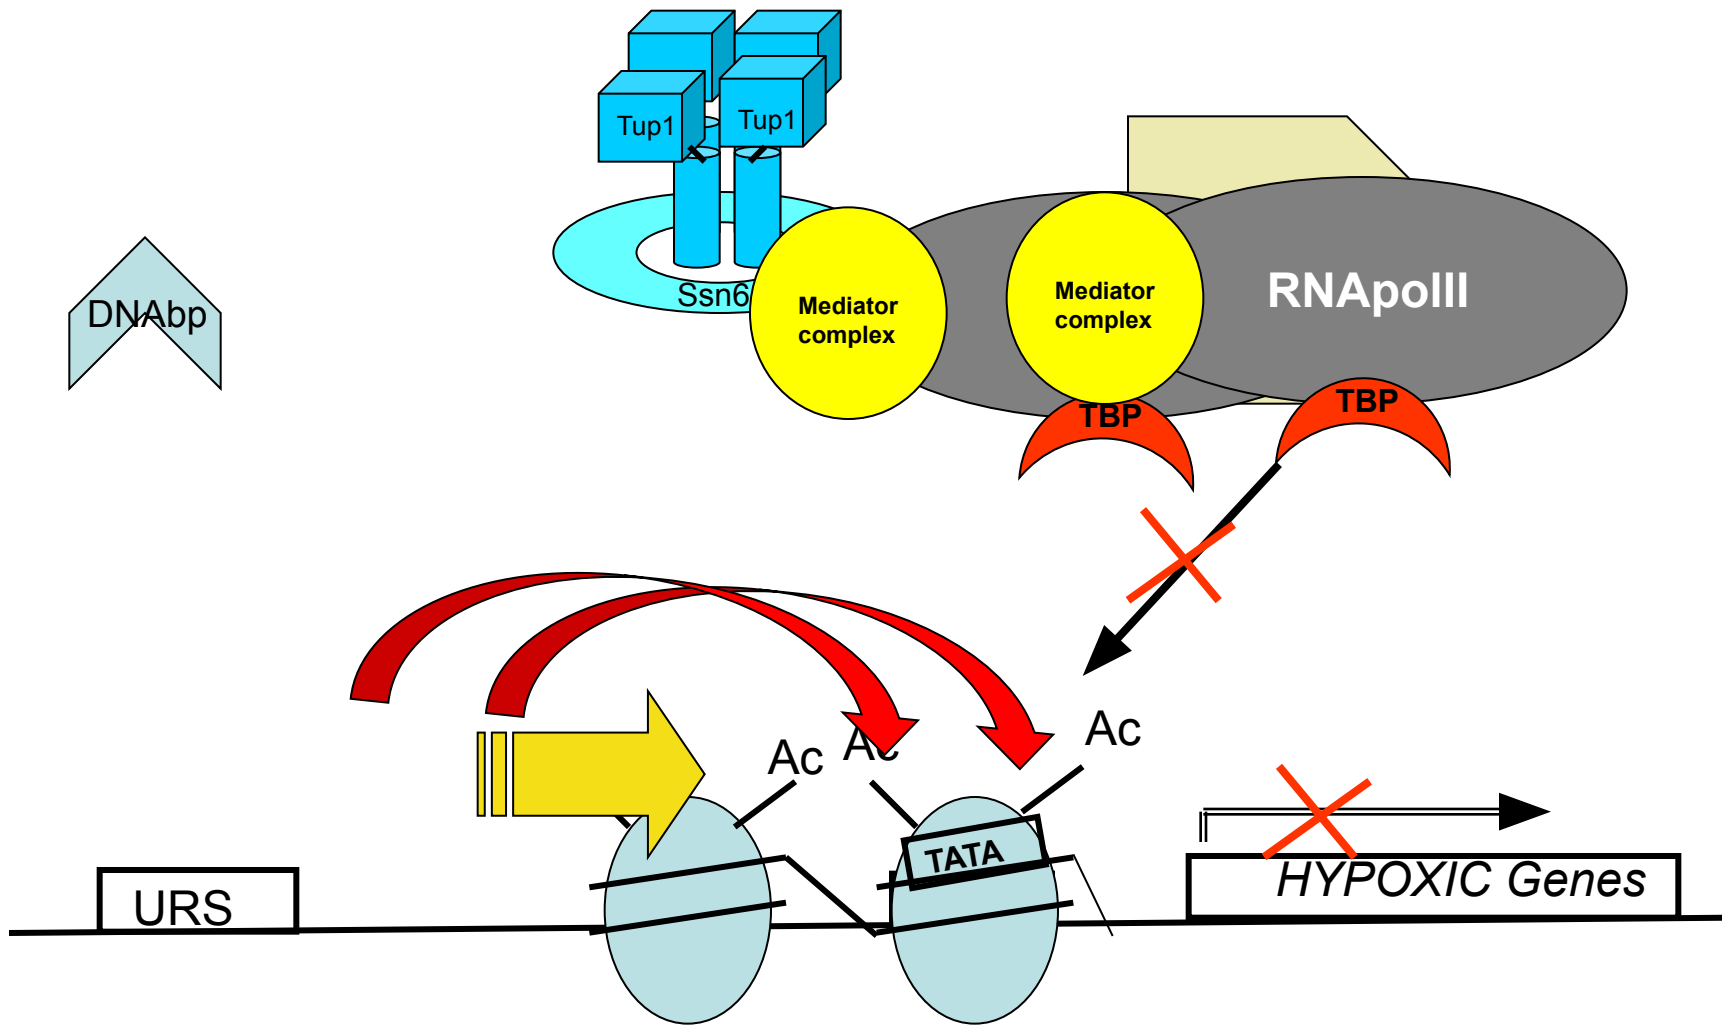 Tup1
Tup1
DNAbp
Ssn6
Mediator
complex
Mediator
complex
RNApolII
TBP
TBP
Ac
Ac
Ac
TATA
URS
HYPOXIC Genes